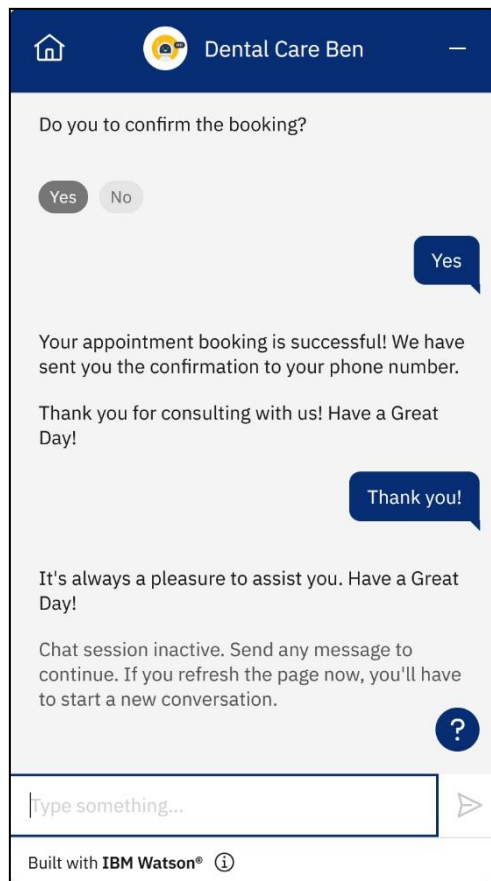 Dental Care Ben
Do you to confirm the booking?
Yes No
Yes
Your appointment booking is successful! We have
sent you the confirmation to your phone number.
Thank you for consulting with us! Have a Great
Day!
Thank you!
It's always a pleasure to assist you. Have a Great
Day!
Chat session inactive. Send any message to
continue. If you refresh the page now, you'll have
to start a new conversation.
?
Type something...
Built with IBM Watson® i